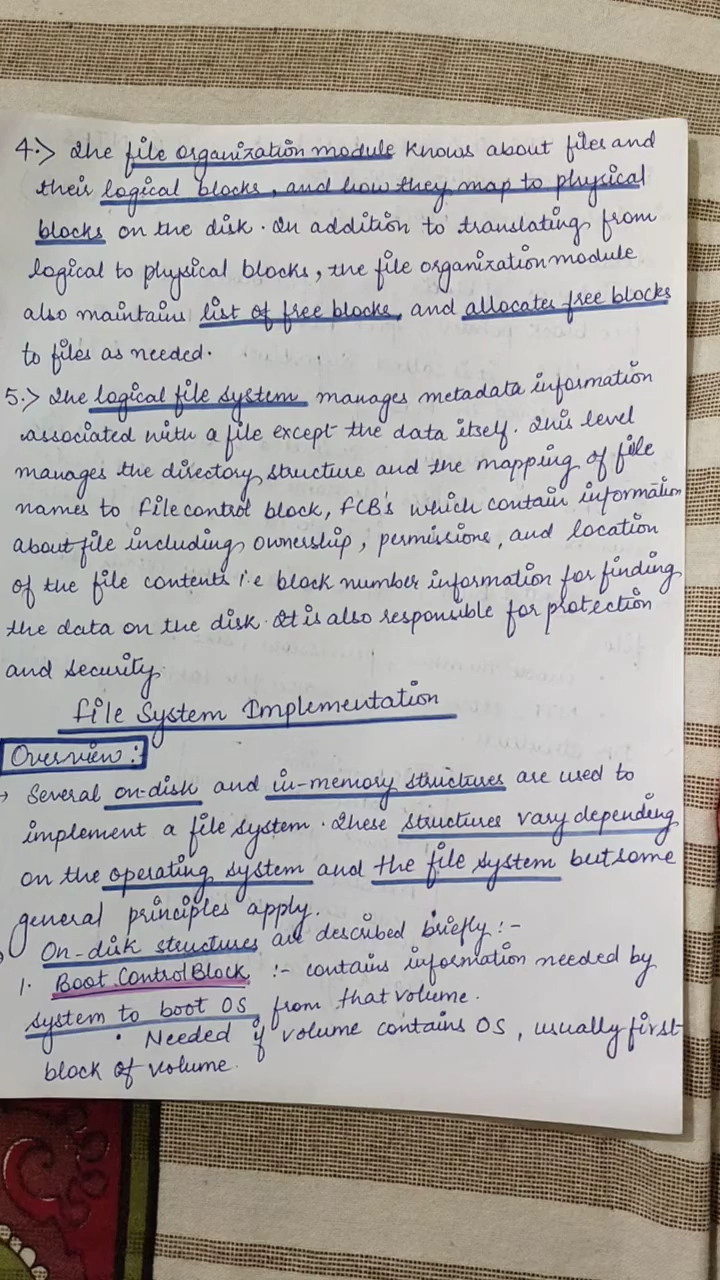 4.> The file organization module knows about files and
their logical blocks, and how they map to physical
blocks on the disk. In addition to translating from
logical to physical blocks, the file organization module
also maintains list of free blocks, and allocates free blocks
to files as needed.
5.> The logical file system manages metadata information
associated with a file except the data itself. This level
manages the directory structure and the mapping of file
names to file control block, FCB's which contain information
about file including ownership, permissions, and location
of the file contents i.e block number information for finding
the data on the disk. It is also responsible for protection
and security.
File System Implementation
Overview:
→ Several on-disk and in-memory structures are used to
implement a file system. These structures vary depending
on the operating system and the file system but some
general principles apply.
On-disk structures are described briefly :-
1. Boot Control Block :- contains information needed by
system to boot OS from that volume.
• Needed if volume contains OS, usually first
block of volume.